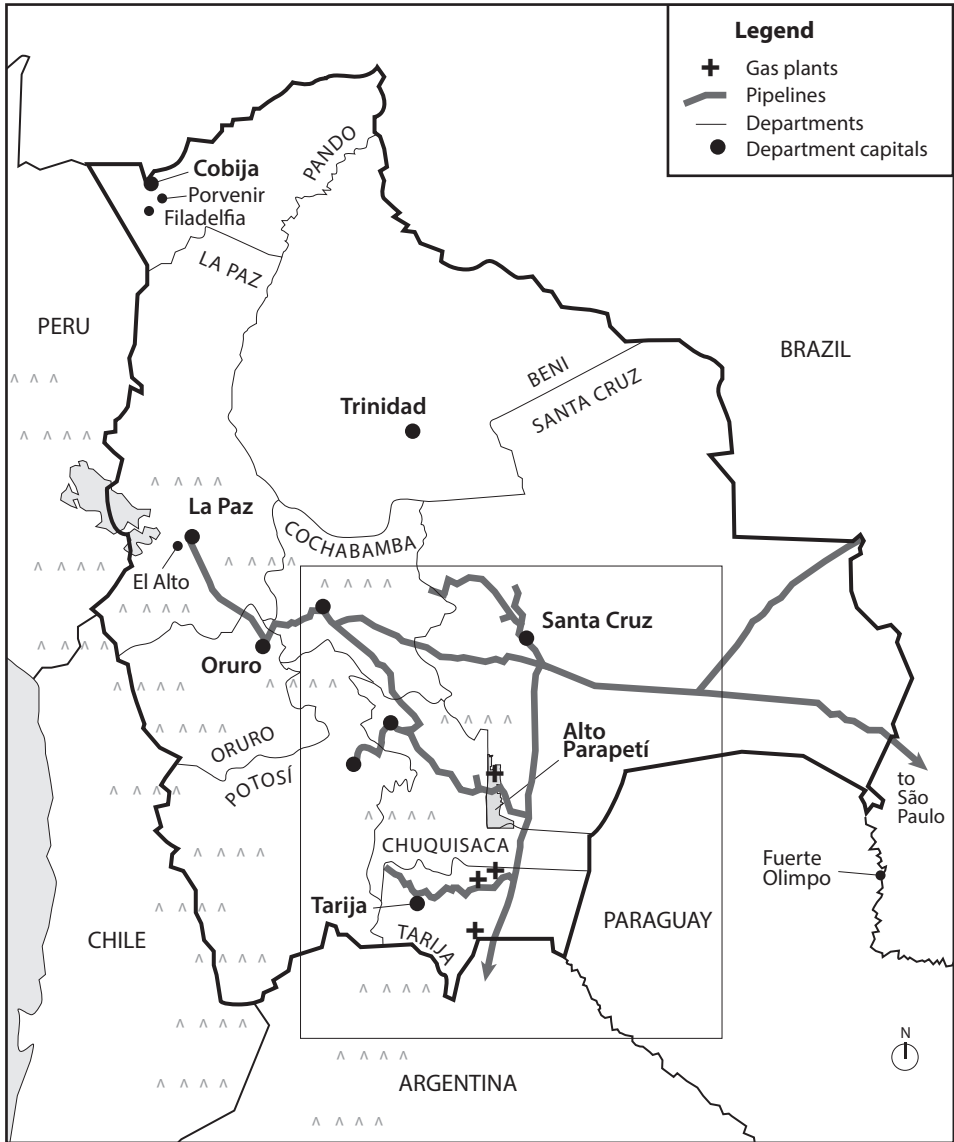 Legend
Gas plants
Pipelines
Departments
Department capitals
Cobija
Porvenir
Filadelfia
PANDO
LA PAZ
PERU
BRAZIL
BENI
SANTA CRUZ
Trinidad
La Paz
COCHABAMBA
El Alto
Santa Cruz
Oruro
ORURO
POTOSÍ
Alto
Parapetí
to
São
Paulo
CHUQUISACA
Fuerte
Olimpo
Tarija
TARIJA
PARAGUAY
CHILE
N
ARGENTINA